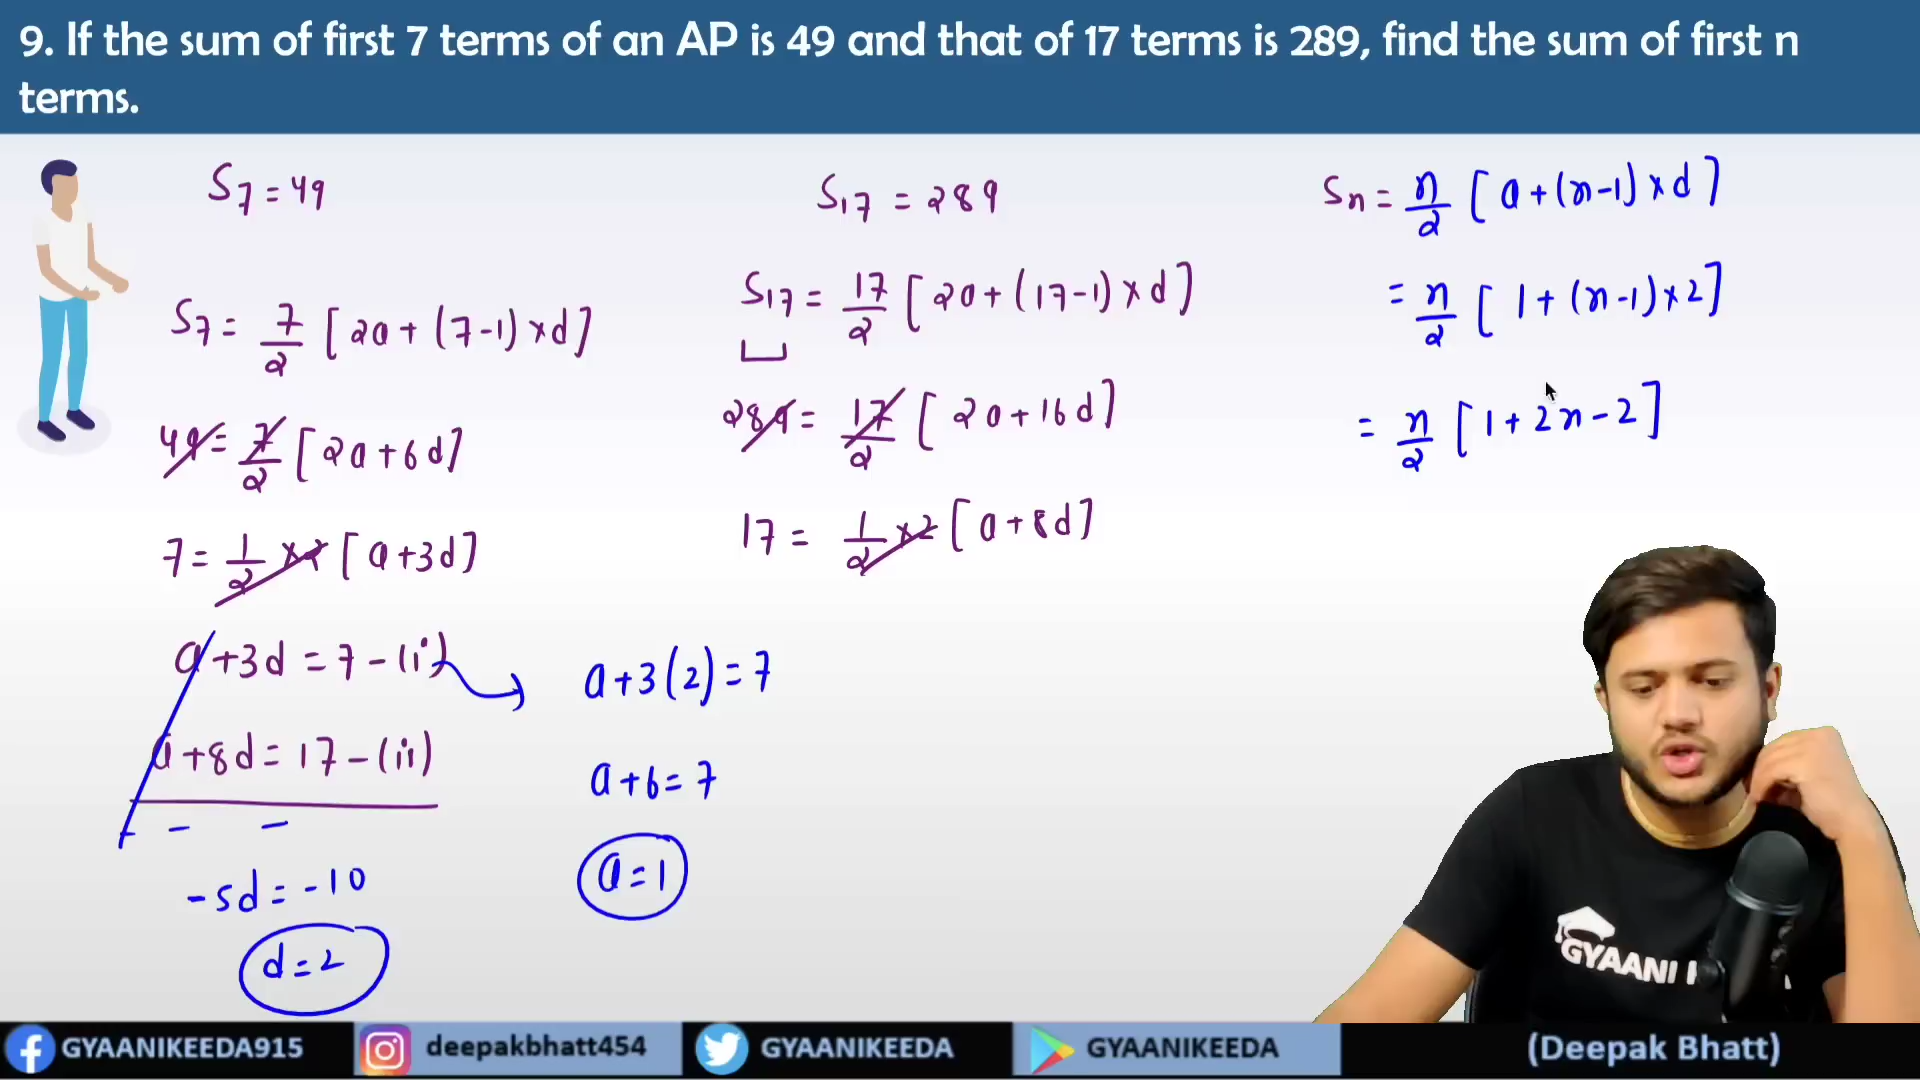 9. If the sum of first 7 terms of an AP is 49 and that of 17 terms is 289, find the sum of first n
terms.
S7 = 49
S7 = 7/2 [2a + (7-1) × d]
49 = 7/2 [2a + 6d]
7 = 1/2 × 2 [a + 3d]
a + 3d = 7 - (i)
a + 8d = 17 - (ii)
- - -
-5d = -10
d = 2
a + 3(2) = 7
a + 6 = 7
a = 1
S17 = 289
S17 = 17/2 [2a + (17-1) × d]
289 = 17/2 [2a + 16d]
17 = 1/2 × 2 [a + 8d]
Sn = n/2 [a + (n-1) × d]
= n/2 [1 + (n-1) × 2]
= n/2 [1 + 2n - 2]
GYAANI
GYAANIKEEDA915
deepakbhatt454
GYAANIKEEDA
GYAANIKEEDA
(Deepak Bhatt)